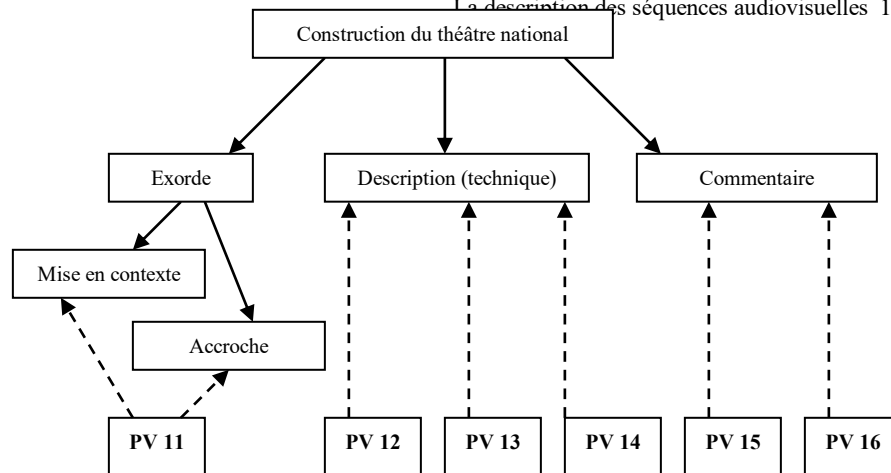 La description des séquences audiovisuelles 1
Construction du théâtre national
Exorde
Description (technique)
Commentaire
Mise en contexte
Accroche
PV 11
PV 12
PV 13
PV 14
PV 15
PV 16